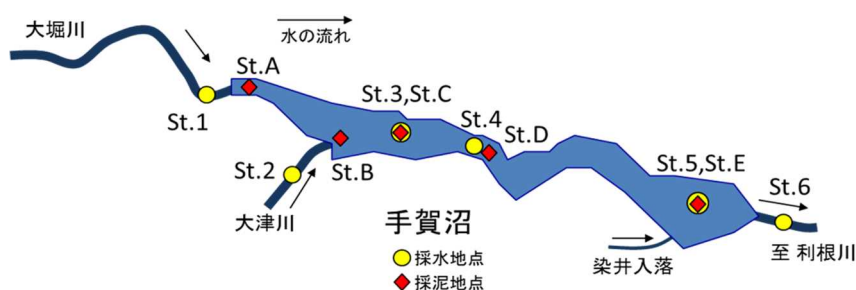 大堀川
水の流れ
St.A
St.1
St.3,St.C
St.4
St.D
St.2
St.B
St.5,St.E
St.6
大津川
手賀沼
採水地点
採泥地点
染井入落
至 利根川